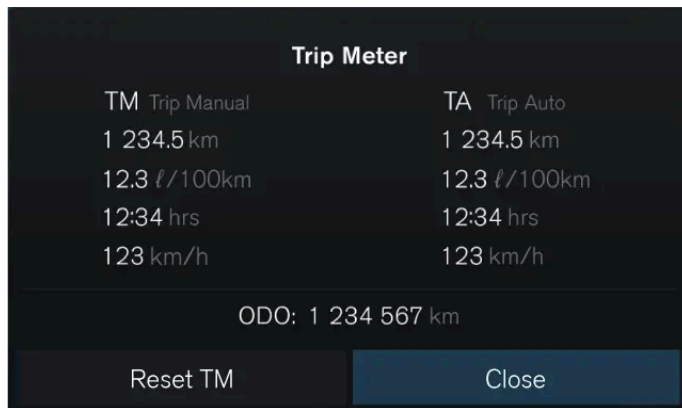 Trip Meter
TM Trip Manual
1 234.5 km
12.3 ℓ/100km
12:34 hrs
123 km/h
TA Trip Auto
1 234.5 km
12.3 ℓ/100km
12:34 hrs
123 km/h
ODO: 1 234 567 km
Reset TM
Close